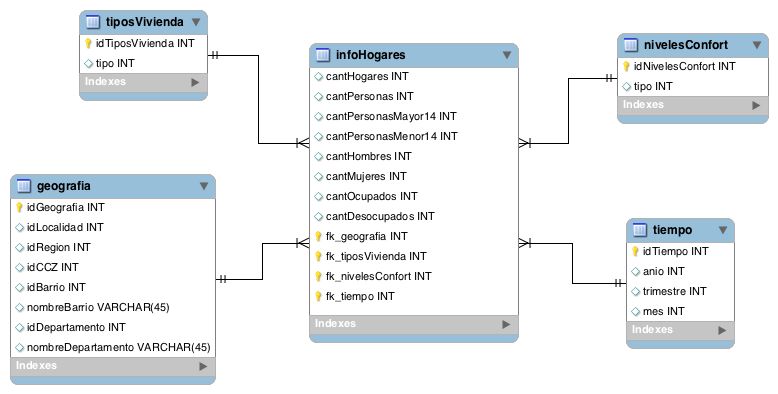 tiposVivienda
idTiposVivienda INT
tipo INT
Indexes
geografia
idGeografia INT
idLocalidad INT
idRegion INT
idCCZ INT
idBarrio INT
nombreBarrio VARCHAR(45)
idDepartamento INT
nombreDepartamento VARCHAR(45)
Indexes
infoHogares
cantHogares INT
cantPersonas INT
cantPersonasMayor14 INT
cantPersonasMenor14 INT
cantHombres INT
cantMujeres INT
cantOcupados INT
cantDesocupados INT
fk_geografia INT
fk_tiposVivienda INT
fk_nivelesConfort INT
fk_tiempo INT
Indexes
nivelesConfort
idNivelesConfort INT
tipo INT
Indexes
tiempo
idTiempo INT
anio INT
trimestre INT
mes INT
Indexes